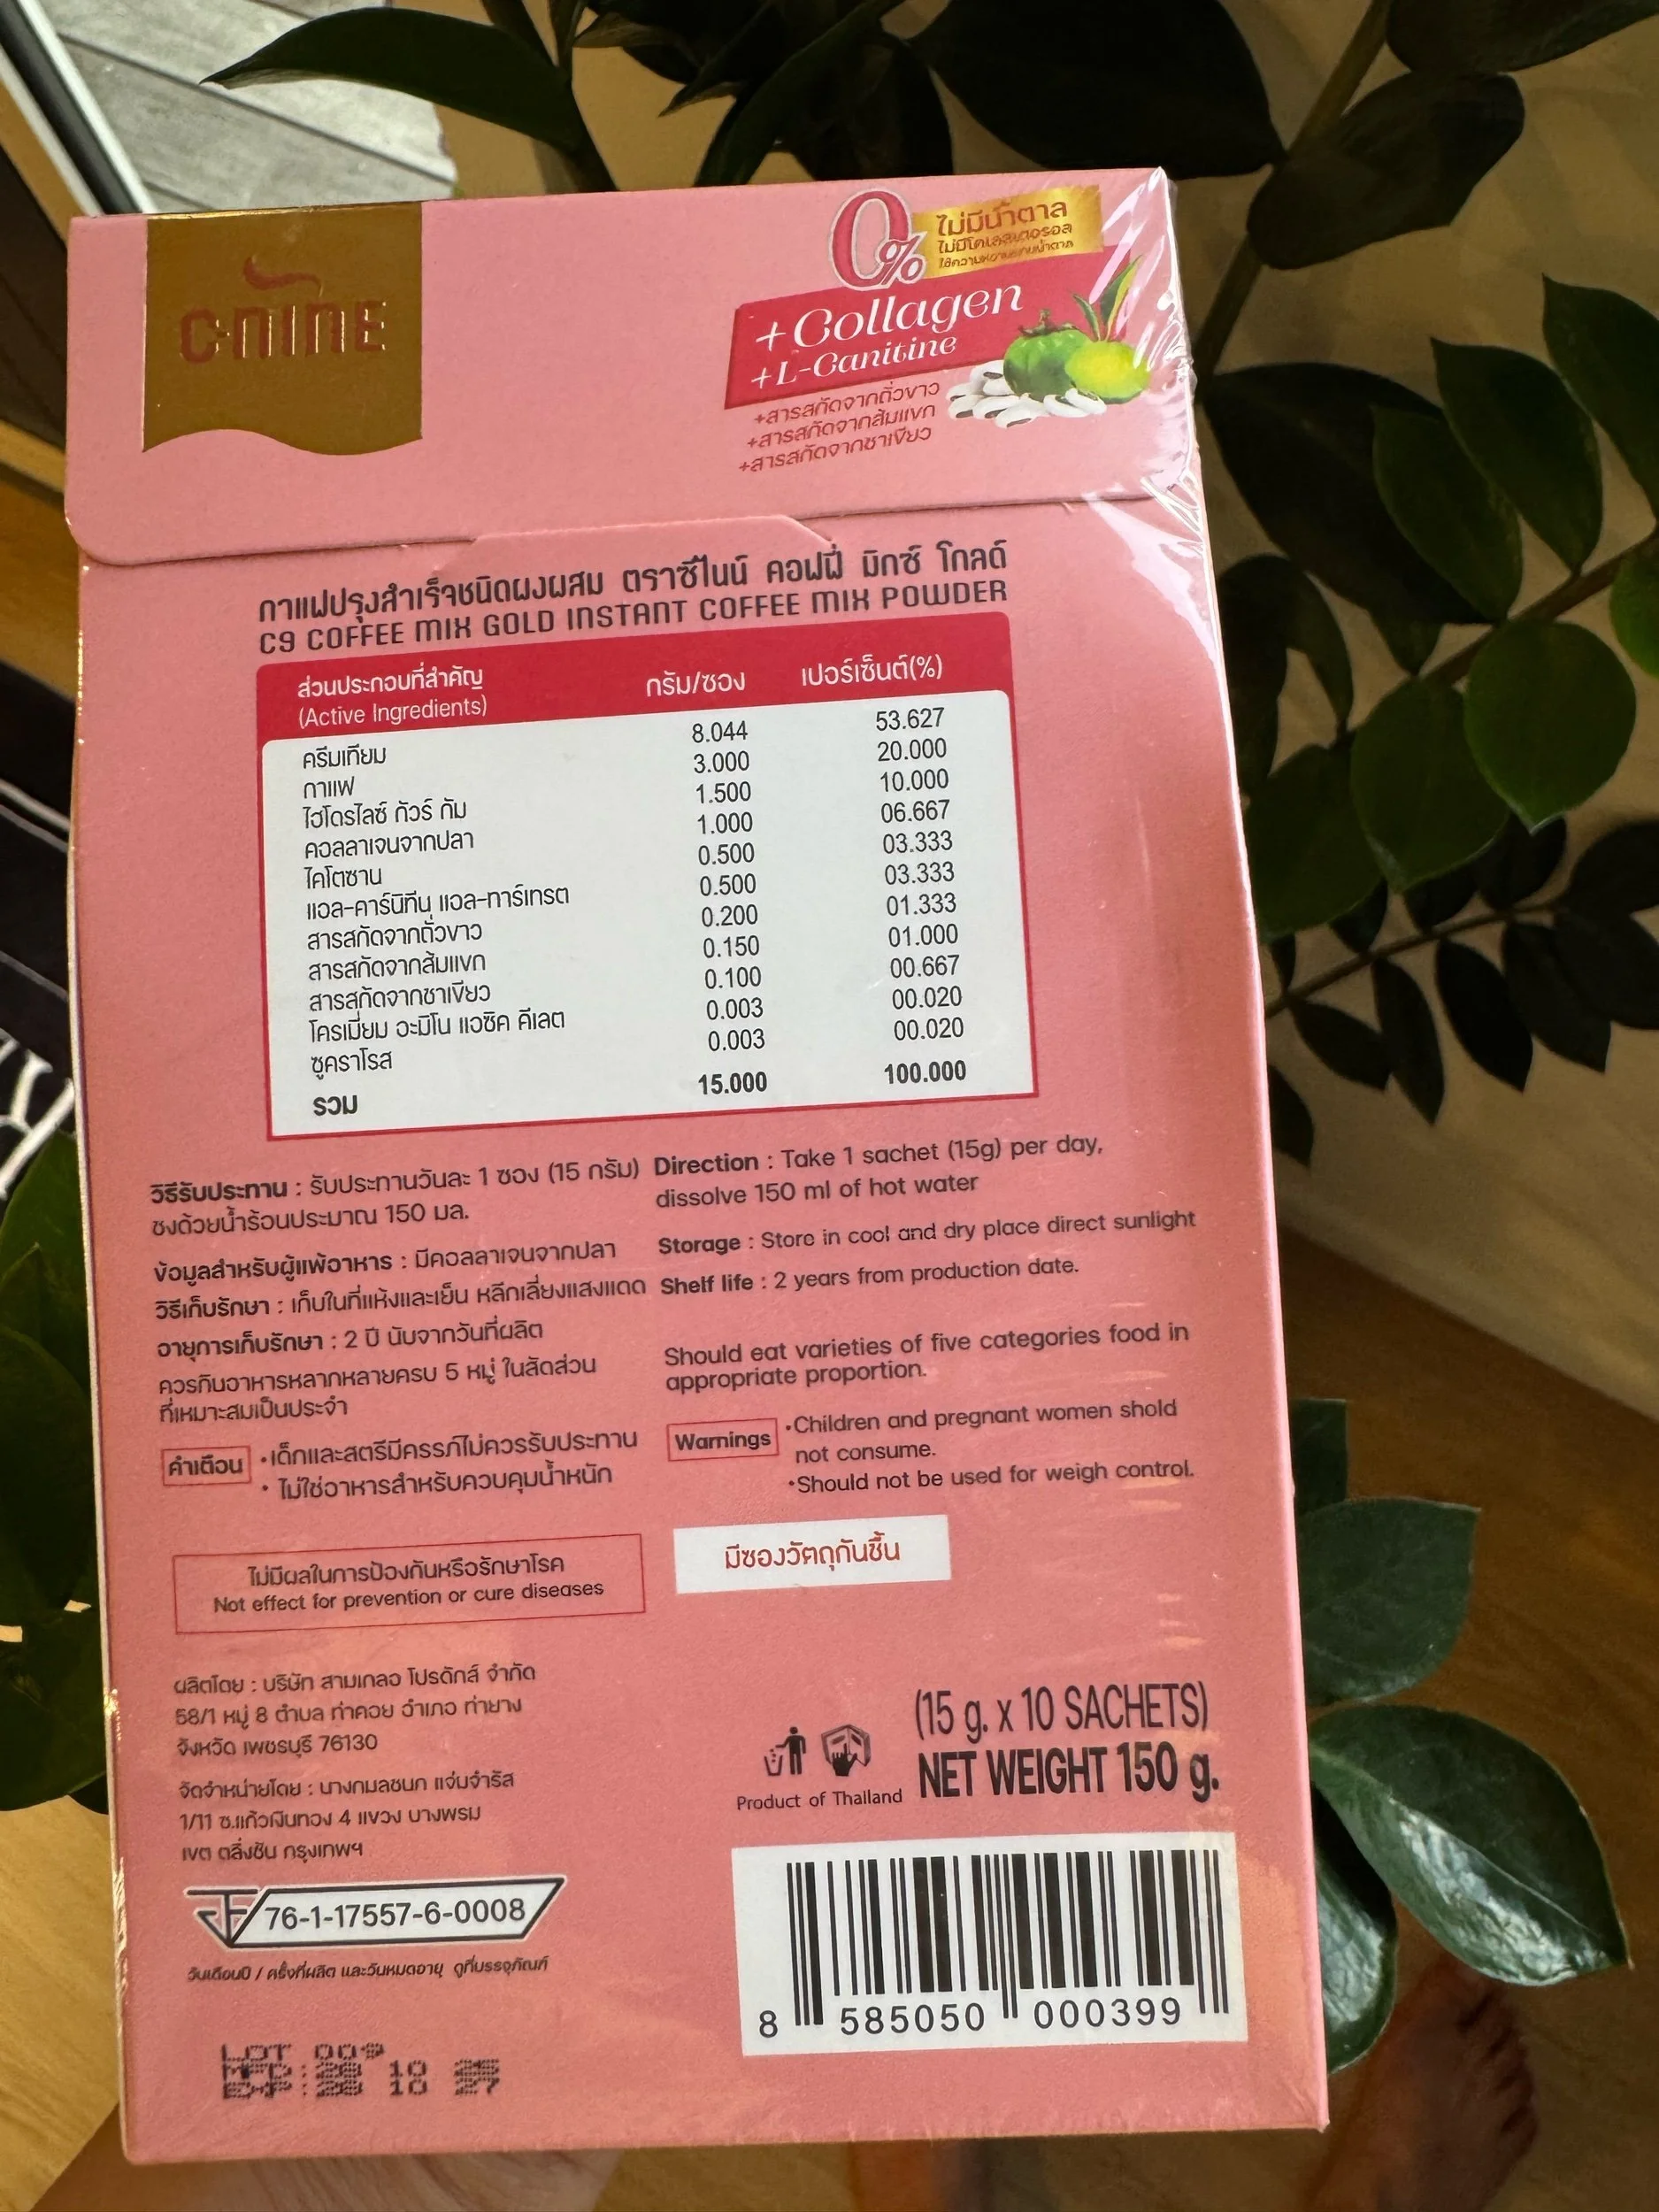 c-nine
0%
ไม่มีน้ำตาล
ไม่มีโคเลสเตอรอล
ใช้ความหวานแทนน้ำตาล
+Collagen
+L-Canitine
+สารสกัดจากถั่วขาว
+สารสกัดจากส้มแขก
+สารสกัดจากชาเขียว
กาแฟปรุงสำเร็จชนิดผงผสม ตราซีไนน์ คอฟฟี่ มิกซ์ โกลด์
C9 COFFEE MIX GOLD INSTANT COFFEE MIX POWDER
ส่วนประกอบที่สำคัญ (Active Ingredients) กรัม/ซอง เปอร์เซ็นต์(%)
ครีมเทียม 8.044 53.627
กาแฟ 3.000 20.000
ไฮโดรไลซ์ กัวร์ กัม 1.500 10.000
คอลลาเจนจากปลา 1.000 06.667
ไคโตซาน 0.500 03.333
แอล-คาร์นิทีน แอล-ทาร์เทรต 0.500 03.333
สารสกัดจากถั่วขาว 0.200 01.333
สารสกัดจากส้มแขก 0.150 01.000
สารสกัดจากชาเขียว 0.100 00.667
โครเมี่ยม อะมิโน แอซิค คีเลต 0.003 00.020
ซูคราโรส 0.003 00.020
รวม 15.000 100.000
วิธีรับประทาน : รับประทานวันละ 1 ซอง (15 กรัม)
ชงด้วยน้ำร้อนประมาณ 150 มล.
ข้อมูลสำหรับผู้แพ้อาหาร : มีคอลลาเจนจากปลา
วิธีเก็บรักษา : เก็บในที่แห้งและเย็น หลีกเลี่ยงแสงแดด
อายุการเก็บรักษา : 2 ปี นับจากวันที่ผลิต
ควรกินอาหารหลากหลายครบ 5 หมู่ ในสัดส่วน
ที่เหมาะสมเป็นประจำ
คำเตือน •เด็กและสตรีมีครรภ์ไม่ควรรับประทาน
• ไม่ใช่อาหารสำหรับควบคุมน้ำหนัก
Direction : Take 1 sachet (15g) per day,
dissolve 150 ml of hot water
Storage : Store in cool and dry place direct sunlight
Shelf life : 2 years from production date.
Should eat varieties of five categories food in
appropriate proportion.
Warnings •Children and pregnant women shold
not consume.
•Should not be used for weigh control.
ไม่มีผลในการป้องกันหรือรักษาโรค
Not effect for prevention or cure diseases
มีซองวัตถุกันชื้น
ผลิตโดย : บริษัท สามเกลอ โปรดักส์ จำกัด
58/1 หมู่ 8 ตำบล ท่าคอย อำเภอ ท่ายาง
จังหวัด เพชรบุรี 76130
จัดจำหน่ายโดย : นางกมลชนก แจ่มจำรัส
1/11 ซ.แก้วเงินทอง 4 แขวง บางพรม
เขต ตลิ่งชัน กรุงเทพฯ
76-1-17557-6-0008
วันเดือนปี / ครั้งที่ผลิต และวันหมดอายุ ดูที่บรรจุภัณฑ์
(15 g. x 10 SACHETS)
NET WEIGHT 150 g.
Product of Thailand
8 585050 000399
LOT
MFD: 28 10 25
EXP: 28 10 27